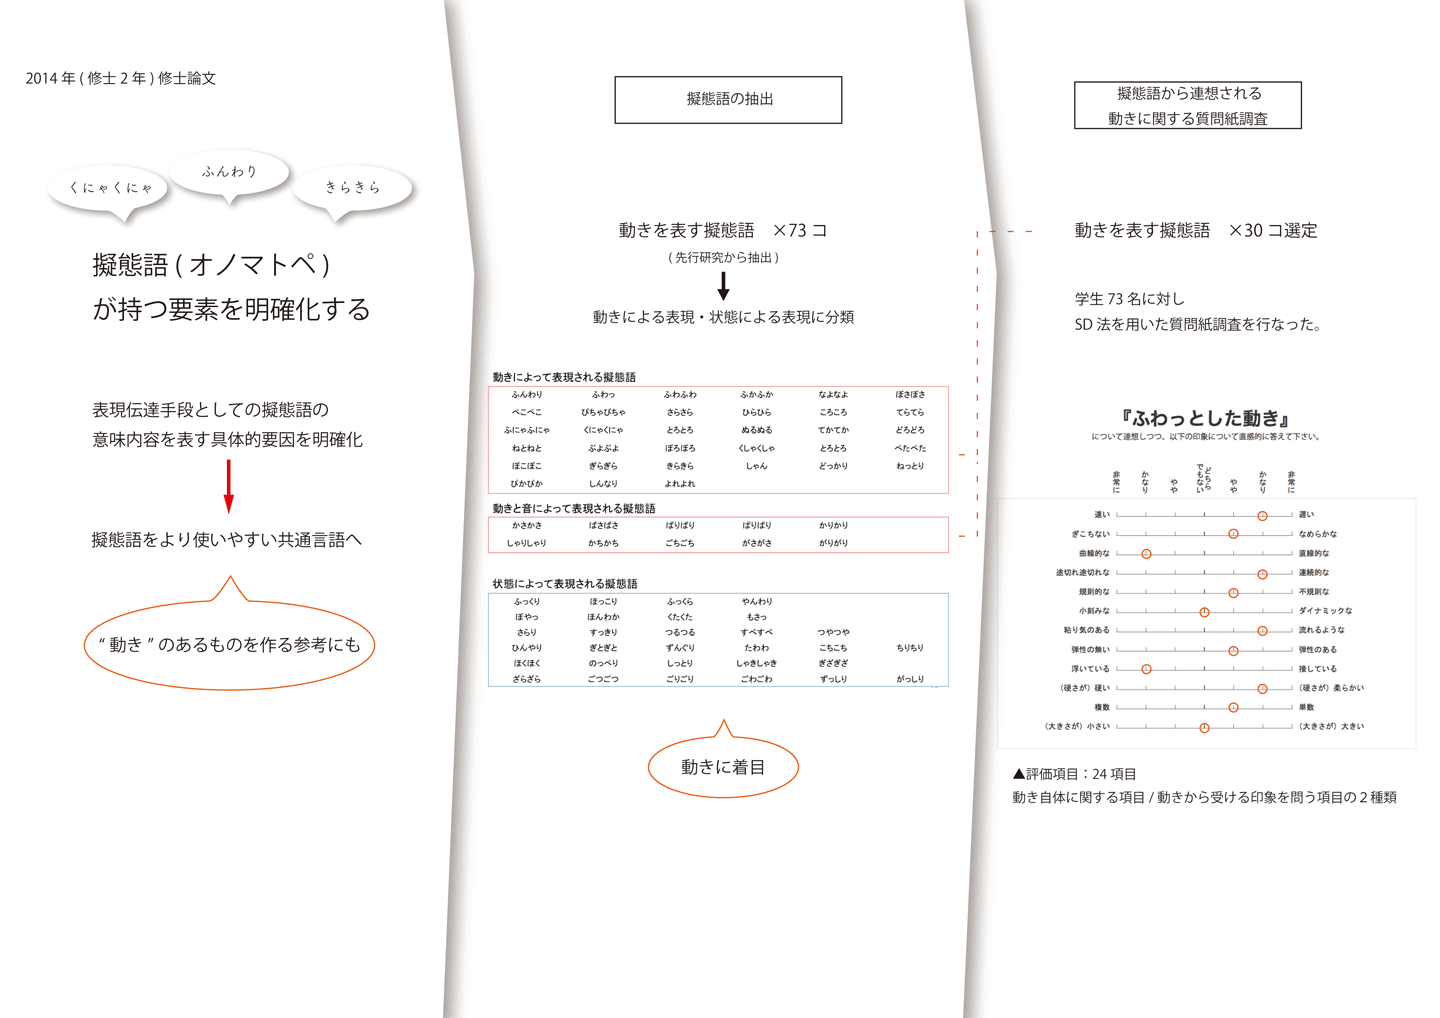 2014 年 ( 修士 2 年 ) 修士論文
くにゃくにゃ
ふんわり
きらきら
擬態語 ( オノマトペ )
が持つ要素を明確化する
表現伝達手段としての擬態語の
意味内容を表す具体的要因を明確化
擬態語をより使いやすい共通言語へ
“ 動き ” のあるものを作る参考にも
擬態語の抽出
動きを表す擬態語　×73 コ
( 先行研究から抽出 )
動きによる表現・状態による表現に分類
動きによって表現される擬態語
ふんわり ふわっ ふわふわ ふかふか なよなよ ぼさぼさ
ぺこぺこ びちゃびちゃ さらさら ひらひら ころころ てらてら
ふにゃふにゃ くにゃくにゃ とろとろ ぬるぬる てかてか どろどろ
ねとねと ぶよぶよ ぽろぽろ くしゃくしゃ とろとろ ぺたぺた
ぽこぽこ ぎらぎら きらきら しゃん どっかり ねっとり
ぴかぴか しんなり よれよれ
動きと音によって表現される擬態語
かさかさ ばさばさ ぱりぱり ばりばり かりかり
しゃりしゃり かちかち ごちごち がさがさ がりがり
状態によって表現される擬態語
ふっくり ほっこり ふっくら やんわり
ぼやっ ほんわか くたくた もさっ
さらり すっきり つるつる すべすべ つやつや
ひんやり ぎとぎと ずんぐり たわわ こちこち ちりちり
ほくほく のっぺり しっとり しゃきしゃき ぎざぎざ
ざらざら ごつごつ ごりごり ごわごわ ずっしり がっしり
動きに着目
擬態語から連想される
動きに関する質問紙調査
動きを表す擬態語　×30 コ選定
学生 73 名に対し
SD 法を用いた質問紙調査を行なった。
『ふわっとした動き』
について連想しつつ、以下の印象について直感的に答えて下さい。
非常に かなり やや どちらでもない やや かなり 非常に
速い 遅い
ぎこちない なめらかな
曲線的な 直線的な
途切れ途切れな 連続的な
規則的な 不規則な
小刻みな ダイナミックな
粘り気のある 流れるような
弾性の無い 弾性のある
浮いている 接している
（硬さが）硬い （硬さが）柔らかい
複数 単数
（大きさが）小さい （大きさが）大きい
▲評価項目：24 項目
動き自体に関する項目 / 動きから受ける印象を問う項目の 2 種類